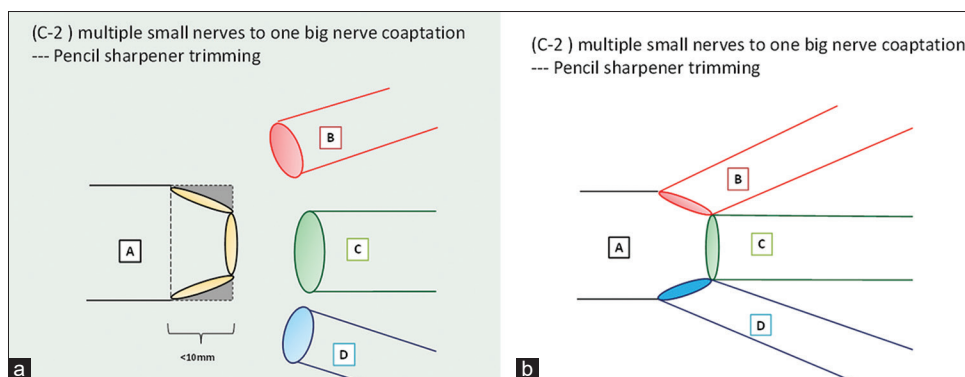 (C-2 ) multiple small nerves to one big nerve coaptation
--- Pencil sharpener trimming
B
A
C
<10mm
D
a
(C-2 ) multiple small nerves to one big nerve coaptation
--- Pencil sharpener trimming
B
A
C
D
b